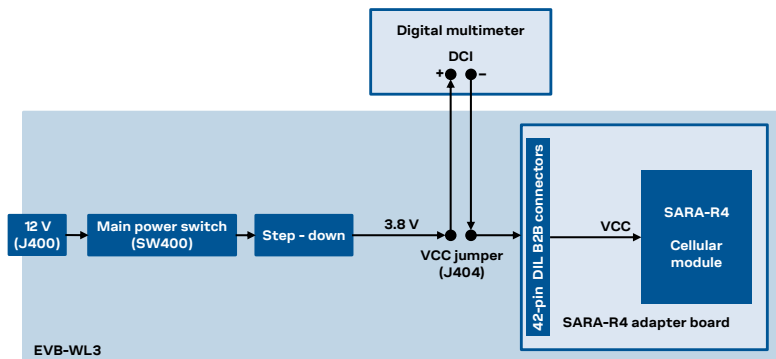 Digital multimeter
DCI
+ −
12 V
(J400)
Main power switch
(SW400)
Step - down
3.8 V
VCC jumper
(J404)
42-pin DIL B2B connectors
VCC
SARA-R4
Cellular
module
SARA-R4 adapter board
EVB-WL3